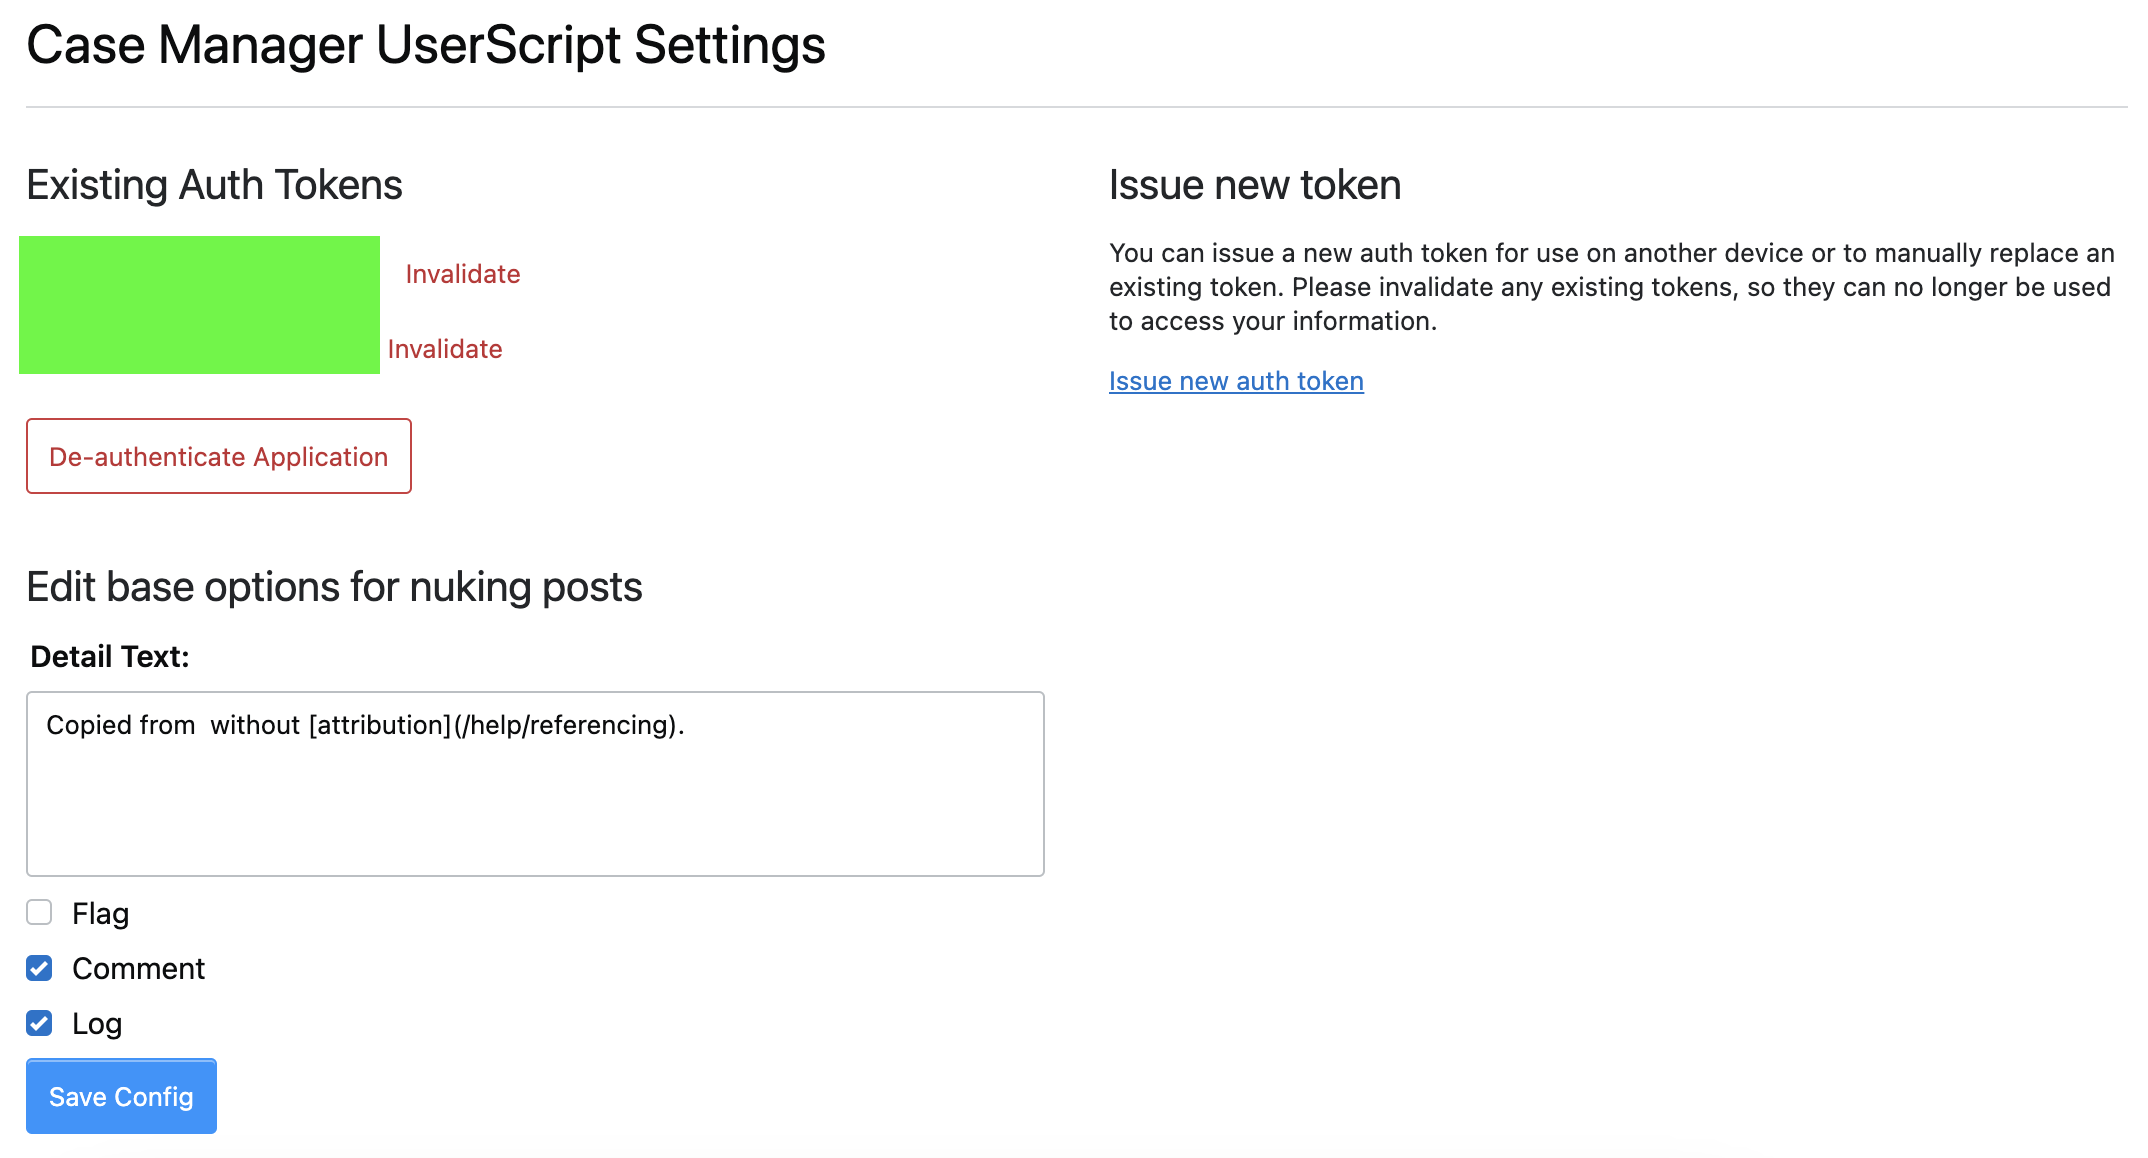 Case Manager UserScript Settings
Existing Auth Tokens
Invalidate
Invalidate
De-authenticate Application
Issue new token
You can issue a new auth token for use on another device or to manually replace an
existing token. Please invalidate any existing tokens, so they can no longer be used
to access your information.
Issue new auth token
Edit base options for nuking posts
Detail Text:
Copied from  without [attribution](/help/referencing).
Flag
Comment
Log
Save Config